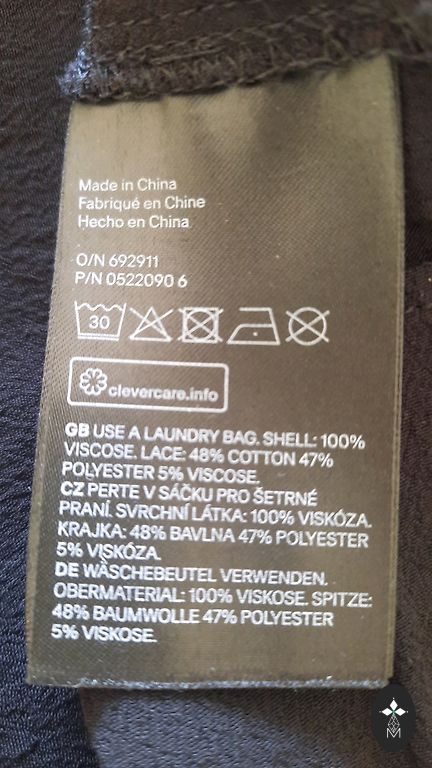 Made in China
Fabriqué en Chine
Hecho en China
O/N 692911
P/N 0522090 6
30
clevercare.info
GB USE A LAUNDRY BAG. SHELL: 100%
VISCOSE. LACE: 48% COTTON 47%
POLYESTER 5% VISCOSE.
CZ PERTE V SÁČKU PRO ŠETRNÉ
PRANÍ. SVRCHNÍ LÁTKA: 100% VISKÓZA.
KRAJKA: 48% BAVLNA 47% POLYESTER
5% VISKÓZA.
DE WÄSCHEBEUTEL VERWENDEN.
OBERMATERIAL: 100% VISKOSE. SPITZE:
48% BAUMWOLLE 47% POLYESTER
5% VISKOSE.
M